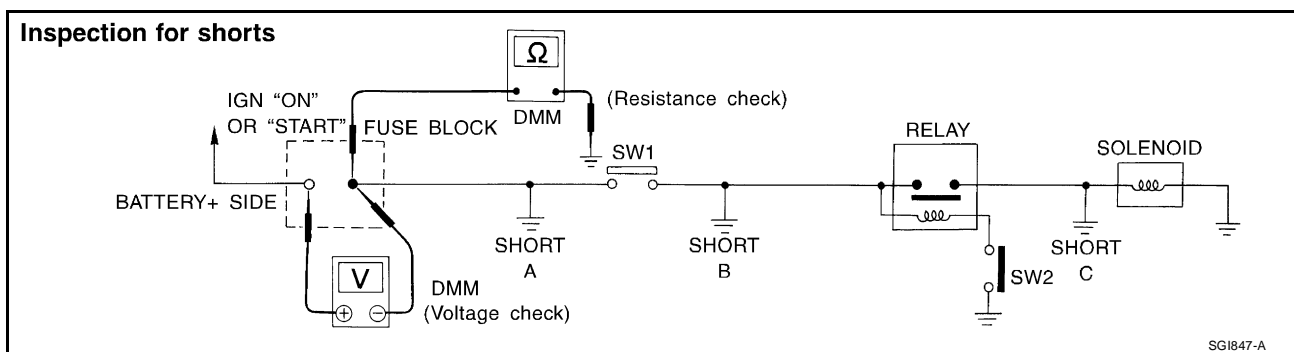 Inspection for shorts
IGN “ON”
OR “START”
FUSE BLOCK
BATTERY+ SIDE
Ω
DMM
(Resistance check)
V
+ −
DMM
(Voltage check)
SHORT
A
SW1
SHORT
B
RELAY
SW2
SHORT
C
SOLENOID
SGI847-A